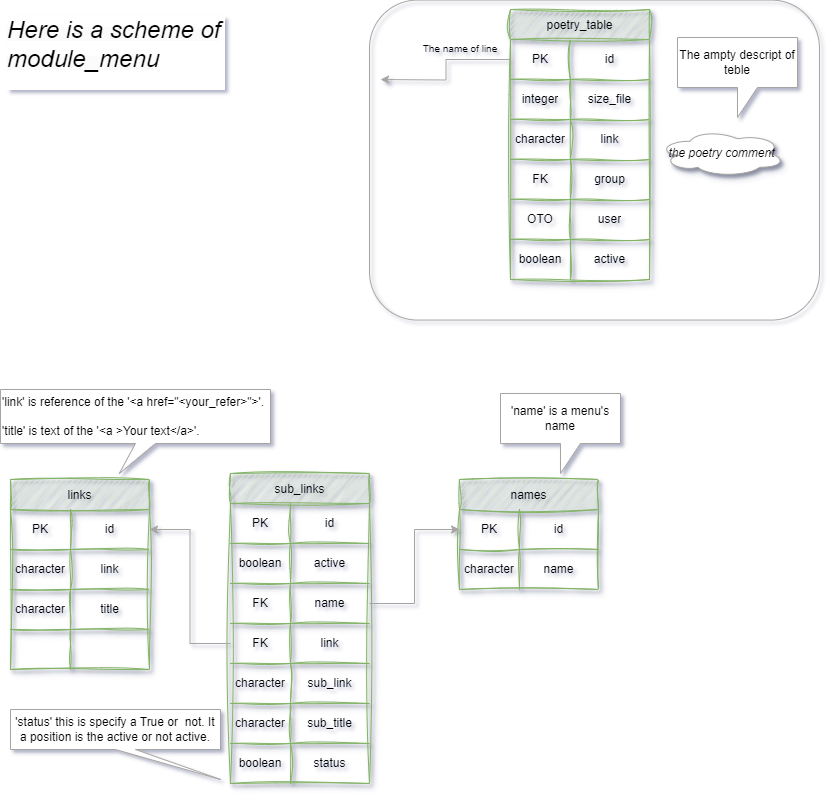 Here is a scheme of
module_menu
poetry_table
The name of line
PK id
integer size_file
character link
FK group
OTO user
boolean active
The ampty descript of
teble
the poetry comment
'link' is reference of the '<a href="<your_refer>">'.
'title' is text of the '<a >Your text</a>'.
'name' is a menu's
name
links
PK id
character link
character title
sub_links
PK id
boolean active
FK name
FK link
character sub_link
character sub_title
boolean status
names
PK id
character name
'status' this is specify a True or  not. It
a position is the active or not active.